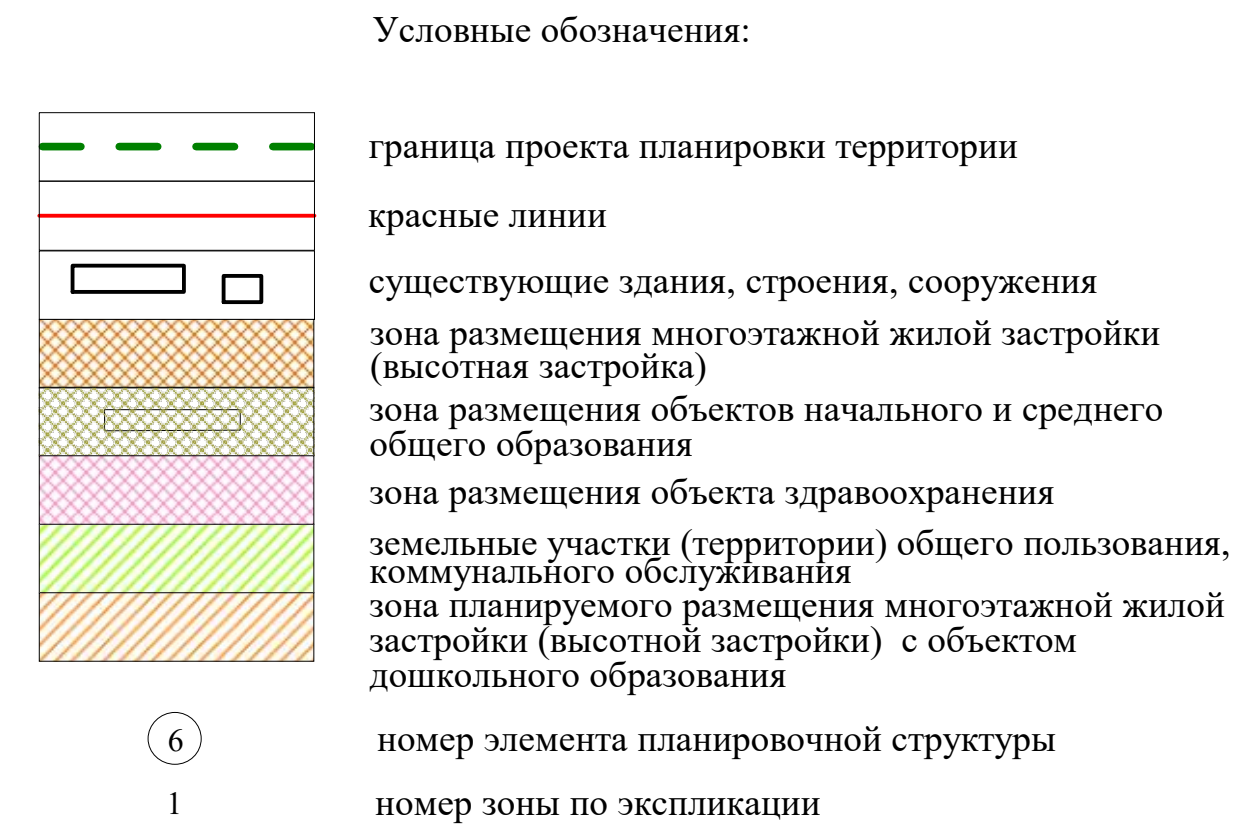 Условные обозначения:
граница проекта планировки территории
красные линии
существующие здания, строения, сооружения
зона размещения многоэтажной жилой застройки
(высотная застройка)
зона размещения объектов начального и среднего
общего образования
зона размещения объекта здравоохранения
земельные участки (территории) общего пользования,
коммунального обслуживания
зона планируемого размещения многоэтажной жилой
застройки (высотной застройки) с объектом
дошкольного образования
6 номер элемента планировочной структуры
1 номер зоны по экспликации